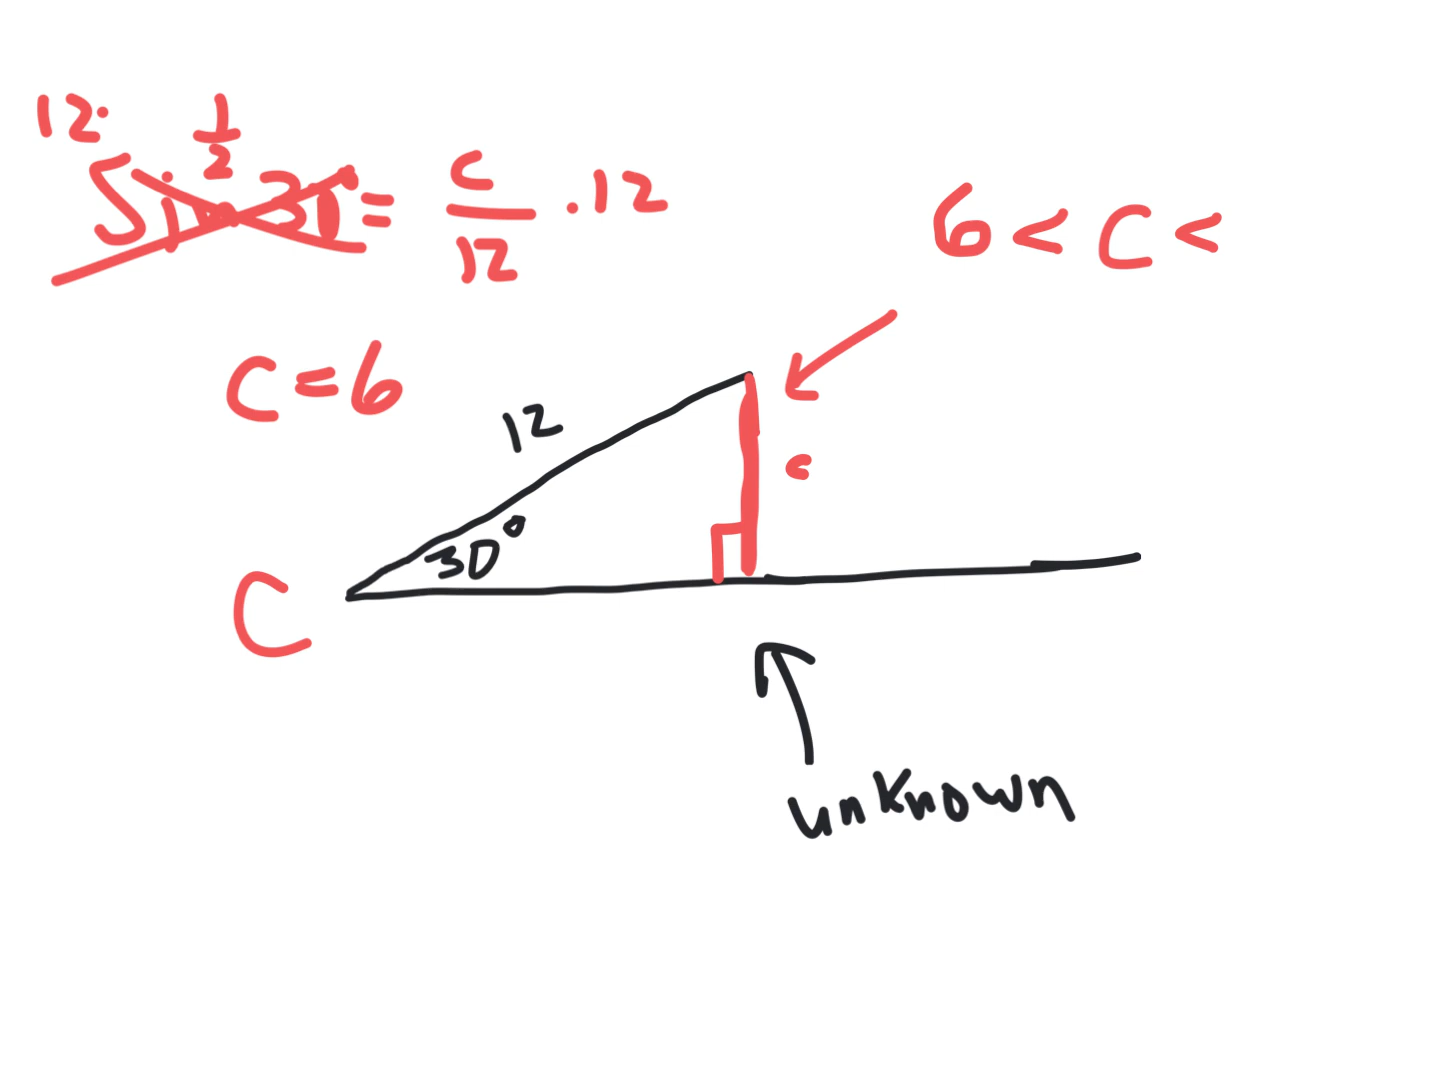 12· 1/2
sin 30 = c/12 · 12
6 < C <
C = 6
12
c
30°
C
unknown